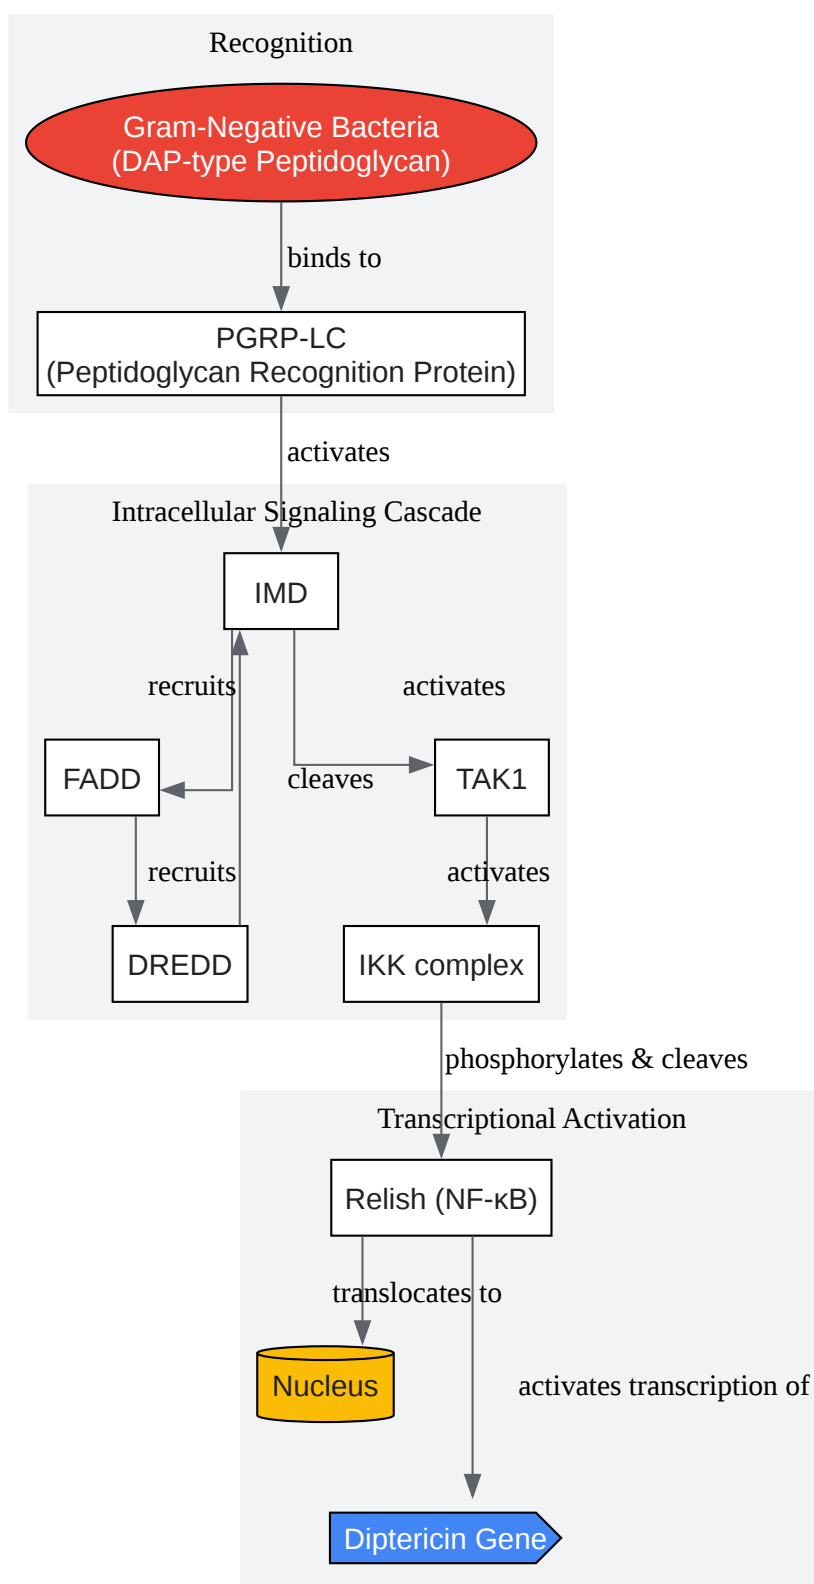 Recognition
Gram-Negative Bacteria
(DAP-type Peptidoglycan)
binds to
PGRP-LC
(Peptidoglycan Recognition Protein)
activates
Intracellular Signaling Cascade
IMD
recruits
activates
FADD
cleaves
TAK1
recruits
activates
DREDD
IKK complex
phosphorylates & cleaves
Transcriptional Activation
Relish (NF-κB)
translocates to
Nucleus
activates transcription of
Diptericin Gene